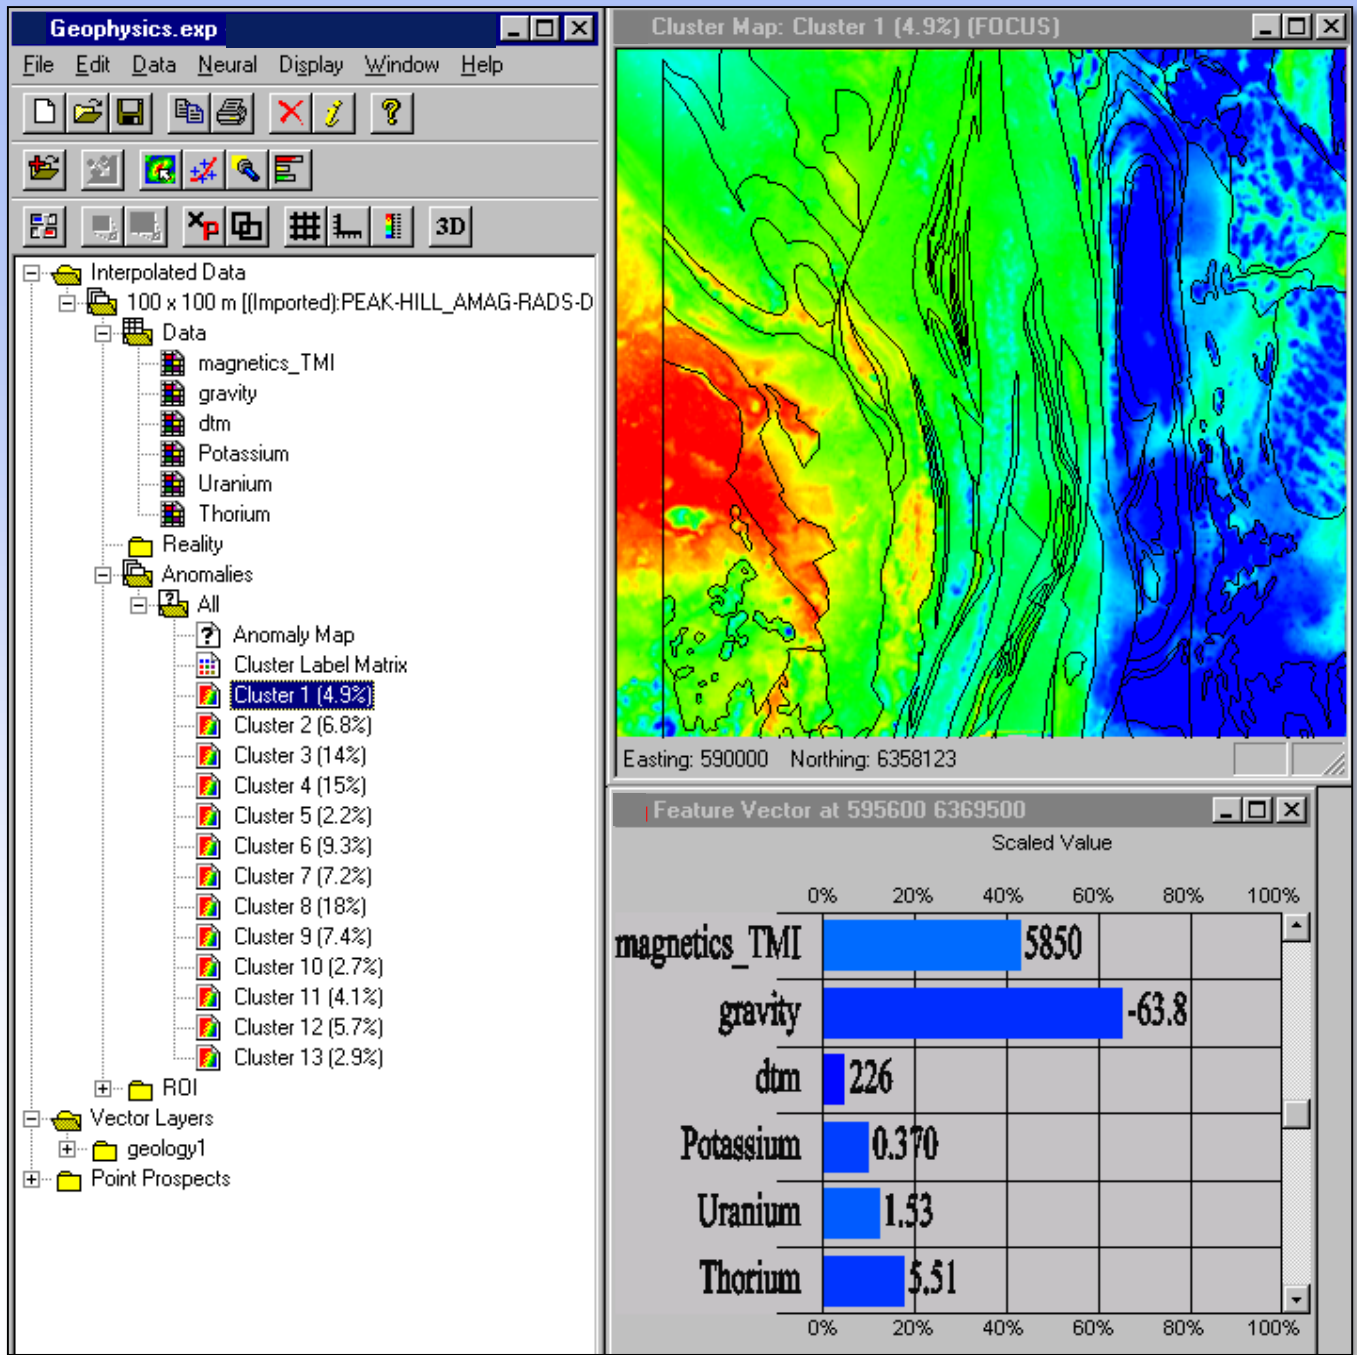 Geophysics.exp
File Edit Data Neural Display Window Help
3D
Interpolated Data
100 x 100 m [(Imported):PEAK-HILL_AMAG-RADS-D
Data
magnetics_TMI
gravity
dtm
Potassium
Uranium
Thorium
Reality
Anomalies
All
Anomaly Map
Cluster Label Matrix
Cluster 1 (4.9%)
Cluster 2 (6.8%)
Cluster 3 (14%)
Cluster 4 (15%)
Cluster 5 (2.2%)
Cluster 6 (9.3%)
Cluster 7 (7.2%)
Cluster 8 (18%)
Cluster 9 (7.4%)
Cluster 10 (2.7%)
Cluster 11 (4.1%)
Cluster 12 (5.7%)
Cluster 13 (2.9%)
ROI
Vector Layers
geology1
Point Prospects
Cluster Map: Cluster 1 (4.9%) (FOCUS)
Easting: 590000 Northing: 6358123
Feature Vector at 595600 6369500
Scaled Value
0% 20% 40% 60% 80% 100%
magnetics_TMI 5850
gravity -63.8
dtm 226
Potassium 0.370
Uranium 1.53
Thorium 5.51
0% 20% 40% 60% 80% 100%